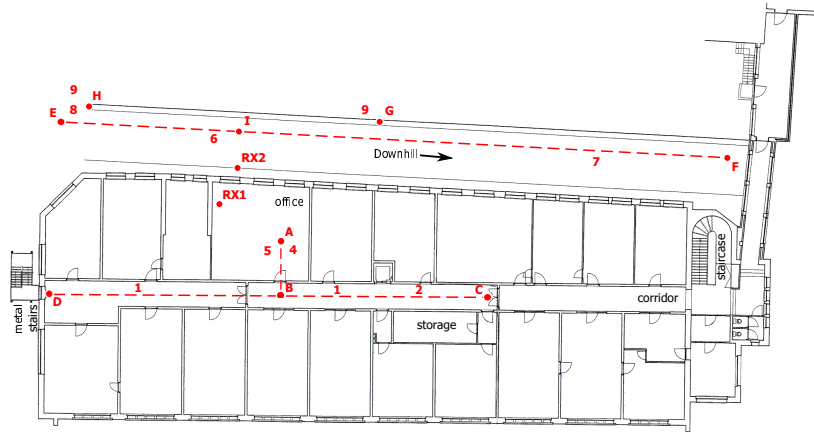 9
H
E
8
I
9
G
6
Downhill
7
F
RX2
RX1
office
A
5
4
staircase
D
1
B
1
2
C
corridor
metal
stairs
storage